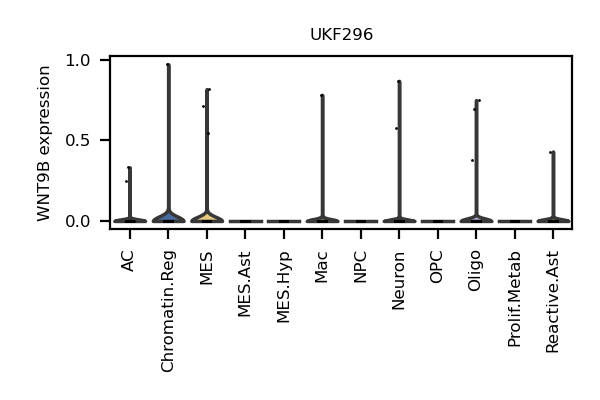 UKF296
WNT9B expression
1.0
0.5
0.0
AC
Chromatin.Reg
MES
MES.Ast
MES.Hyp
Mac
NPC
Neuron
OPC
Oligo
Prolif.Metab
Reactive.Ast